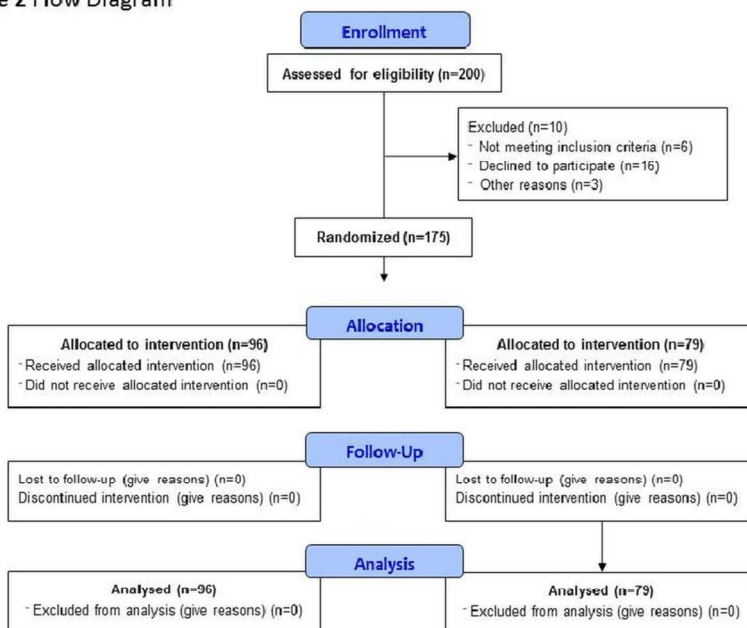 2 Flow Diagram
Enrollment
Assessed for eligibility (n=200)
Excluded (n=10)
- Not meeting inclusion criteria (n=6)
- Declined to participate (n=16)
- Other reasons (n=3)
Randomized (n=175)
Allocation
Allocated to intervention (n=96)
- Received allocated intervention (n=96)
- Did not receive allocated intervention (n=0)
Allocated to intervention (n=79)
- Received allocated intervention (n=79)
- Did not receive allocated intervention (n=0)
Follow-Up
Lost to follow-up (give reasons) (n=0)
Discontinued intervention (give reasons) (n=0)
Lost to follow-up (give reasons) (n=0)
Discontinued intervention (give reasons) (n=0)
Analysis
Analysed (n=96)
- Excluded from analysis (give reasons) (n=0)
Analysed (n=79)
- Excluded from analysis (give reasons) (n=0)